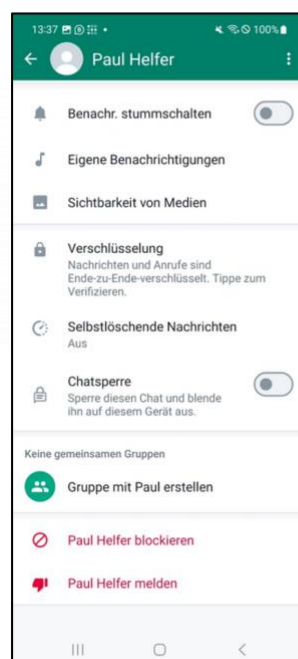 13:37 100%
Paul Helfer
Benachr. stummschalten
Eigene Benachrichtigungen
Sichtbarkeit von Medien
Verschlüsselung
Nachrichten und Anrufe sind
Ende-zu-Ende-verschlüsselt. Tippe zum
Verifizieren.
Selbstlöschende Nachrichten
Aus
Chatsperre
Sperre diesen Chat und blende
ihn auf diesem Gerät aus.
Keine gemeinsamen Gruppen
Gruppe mit Paul erstellen
Paul Helfer blockieren
Paul Helfer melden